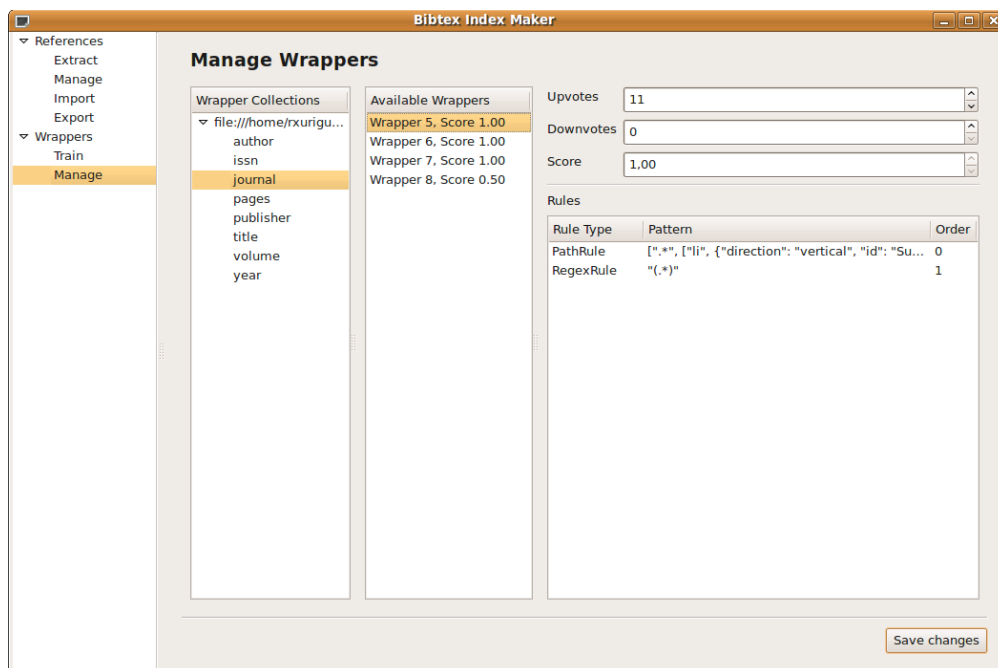 Bibtex Index Maker
References
Extract
Manage
Import
Export
Wrappers
Train
Manage
Manage Wrappers
Wrapper Collections
file:///home/rxurigu...
author
issn
journal
pages
publisher
title
volume
year
Available Wrappers
Wrapper 5, Score 1.00
Wrapper 6, Score 1.00
Wrapper 7, Score 1.00
Wrapper 8, Score 0.50
Upvotes 11
Downvotes 0
Score 1,00
Rules
Rule Type Pattern Order
PathRule [".*", ["li", {"direction": "vertical", "id": "Su... 0
RegexRule "(.*)" 1
Save changes